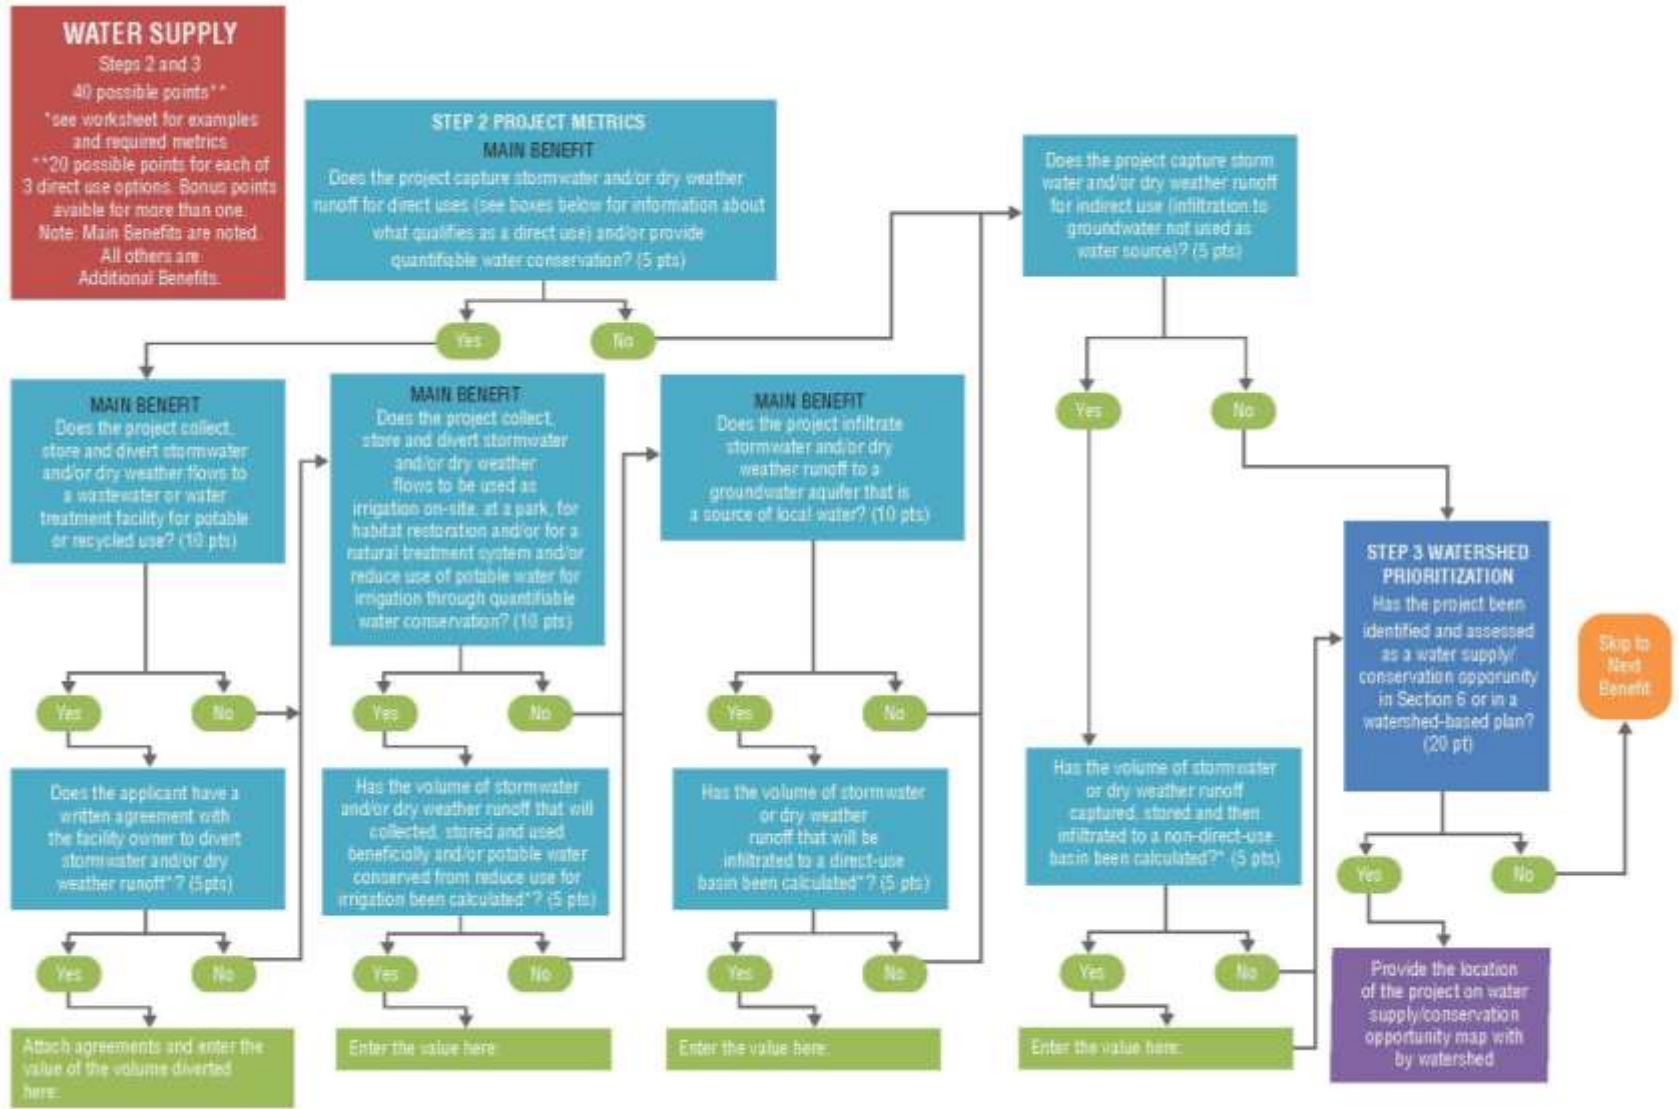 WATER SUPPLY
Steps 2 and 3
40 possible points**
*see worksheet for examples
and required metrics
**20 possible points for each of
3 direct use options. Bonus points
avaible for more than one.
Note: Main Benefits are noted.
All others are
Additional Benefits.
STEP 2 PROJECT METRICS
MAIN BENEFIT
Does the project capture stormwater and/or dry weather
runoff for direct uses (see boxes below for information about
what qualifies as a direct use) and/or provide
quantifiable water conservation? (5 pts)
Yes
No
Does the project capture storm
water and/or dry weather runoff
for indirect use (infiltration to
groundwater not used as
water source)? (5 pts)
Yes
No
MAIN BENEFIT
Does the project collect,
store and divert stormwater
and/or dry weather flows to
a wastewater or water
treatment facility for potable
or recycled use? (10 pts)
Yes
No
Does the applicant have a
written agreement with
the facility owner to divert
stormwater and/or dry
weather runoff*? (5pts)
Yes
No
Attach agreements and enter the
value of the volume diverted
here:
MAIN BENEFIT
Does the project collect,
store and divert stormwater
and/or dry weather
flows to be used as
irrigation on-site, at a park, for
habitat restoration and/or for a
natural treatment system and/or
reduce use of potable water for
irrigation through quantifiable
water conservation? (10 pts)
Yes
No
Has the volume of stormwater
and/or dry weather runoff that will
collected, stored and used
beneficially and/or potable water
conserved from reduce use for
irrigation been calculated*? (5 pts)
Yes
No
Enter the value here:
MAIN BENEFIT
Does the project infiltrate
stormwater and/or dry
weather runoff to a
groundwater aquifer that is
a source of local water? (10 pts)
Yes
No
Has the volume of stormwater
or dry weather
runoff that will be
infiltrated to a direct-use
basin been calculated*? (5 pts)
Yes
No
Enter the value here:
Has the volume of stormwater
or dry weather runoff
captured, stored and then
infiltrated to a non-direct-use
basin been calculated?* (5 pts)
Yes
No
Enter the value here:
STEP 3 WATERSHED
PRIORITIZATION
Has the project been
identified and assessed
as a water supply/
conservation opporunity
in Section 6 or in a
watershed-based plan?
(20 pt)
Yes
No
Provide the location
of the project on water
supply/conservation
opportunity map with
by watershed
Skip to
Next
Benefit